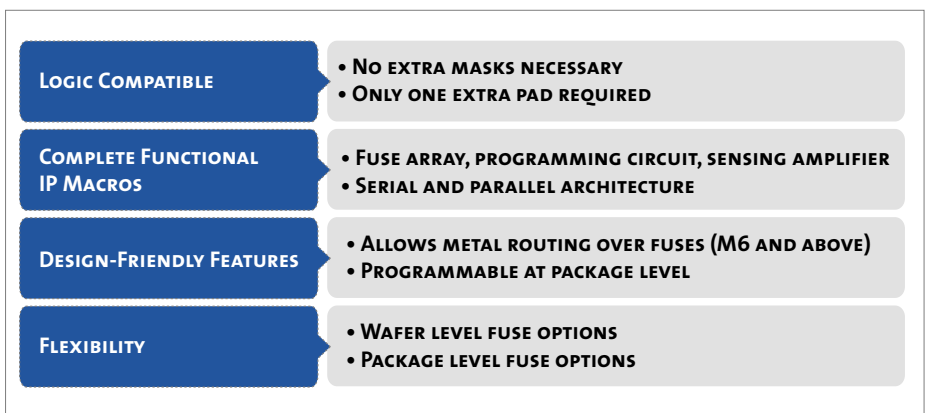 Logic Compatible
• No extra masks necessary
• Only one extra pad required
Complete Functional
IP Macros
• Fuse array, programming circuit, sensing amplifier
• Serial and parallel architecture
Design-Friendly Features
• Allows metal routing over fuses (M6 and above)
• Programmable at package level
Flexibility
• Wafer level fuse options
• Package level fuse options